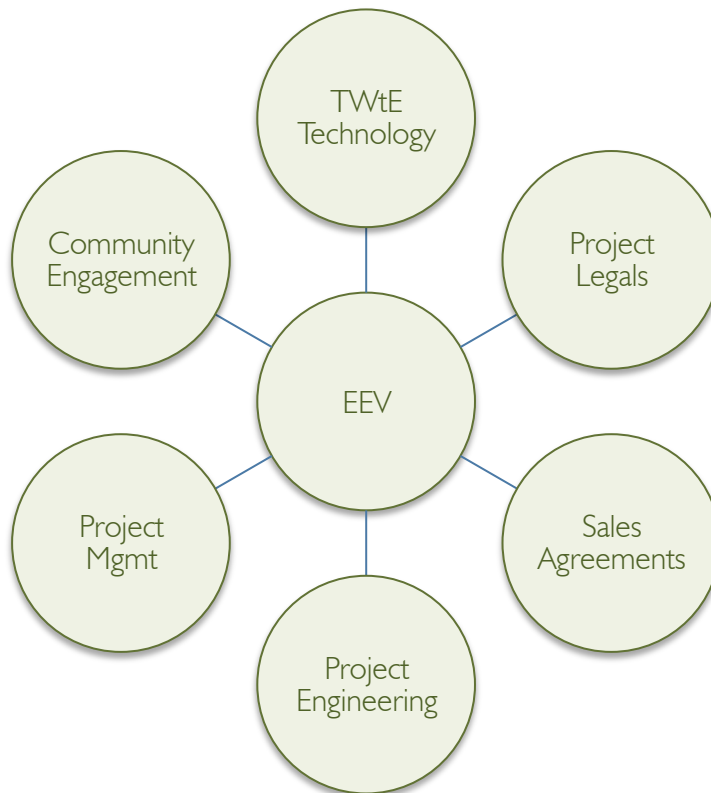 TWtE
Technology
Community
Engagement
Project
Legals
EEV
Project
Mgmt
Sales
Agreements
Project
Engineering